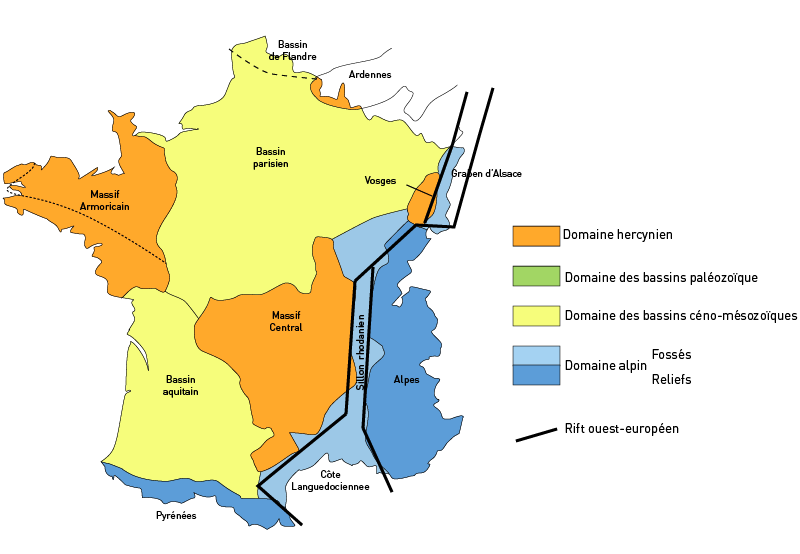 Bassin
de Flandre
Ardennes
Bassin
parisien
Vosges
Graben d'Alsace
Massif
Armoricain
Domaine hercynien
Domaine des bassins paléozoïque
Domaine des bassins céno-mésozoïques
Massif
Central
Sillon rhodanien
Domaine alpin
Fossés
Reliefs
Bassin
aquitain
Alpes
Rift ouest-européen
Côte
Languedociennee
Pyrénées